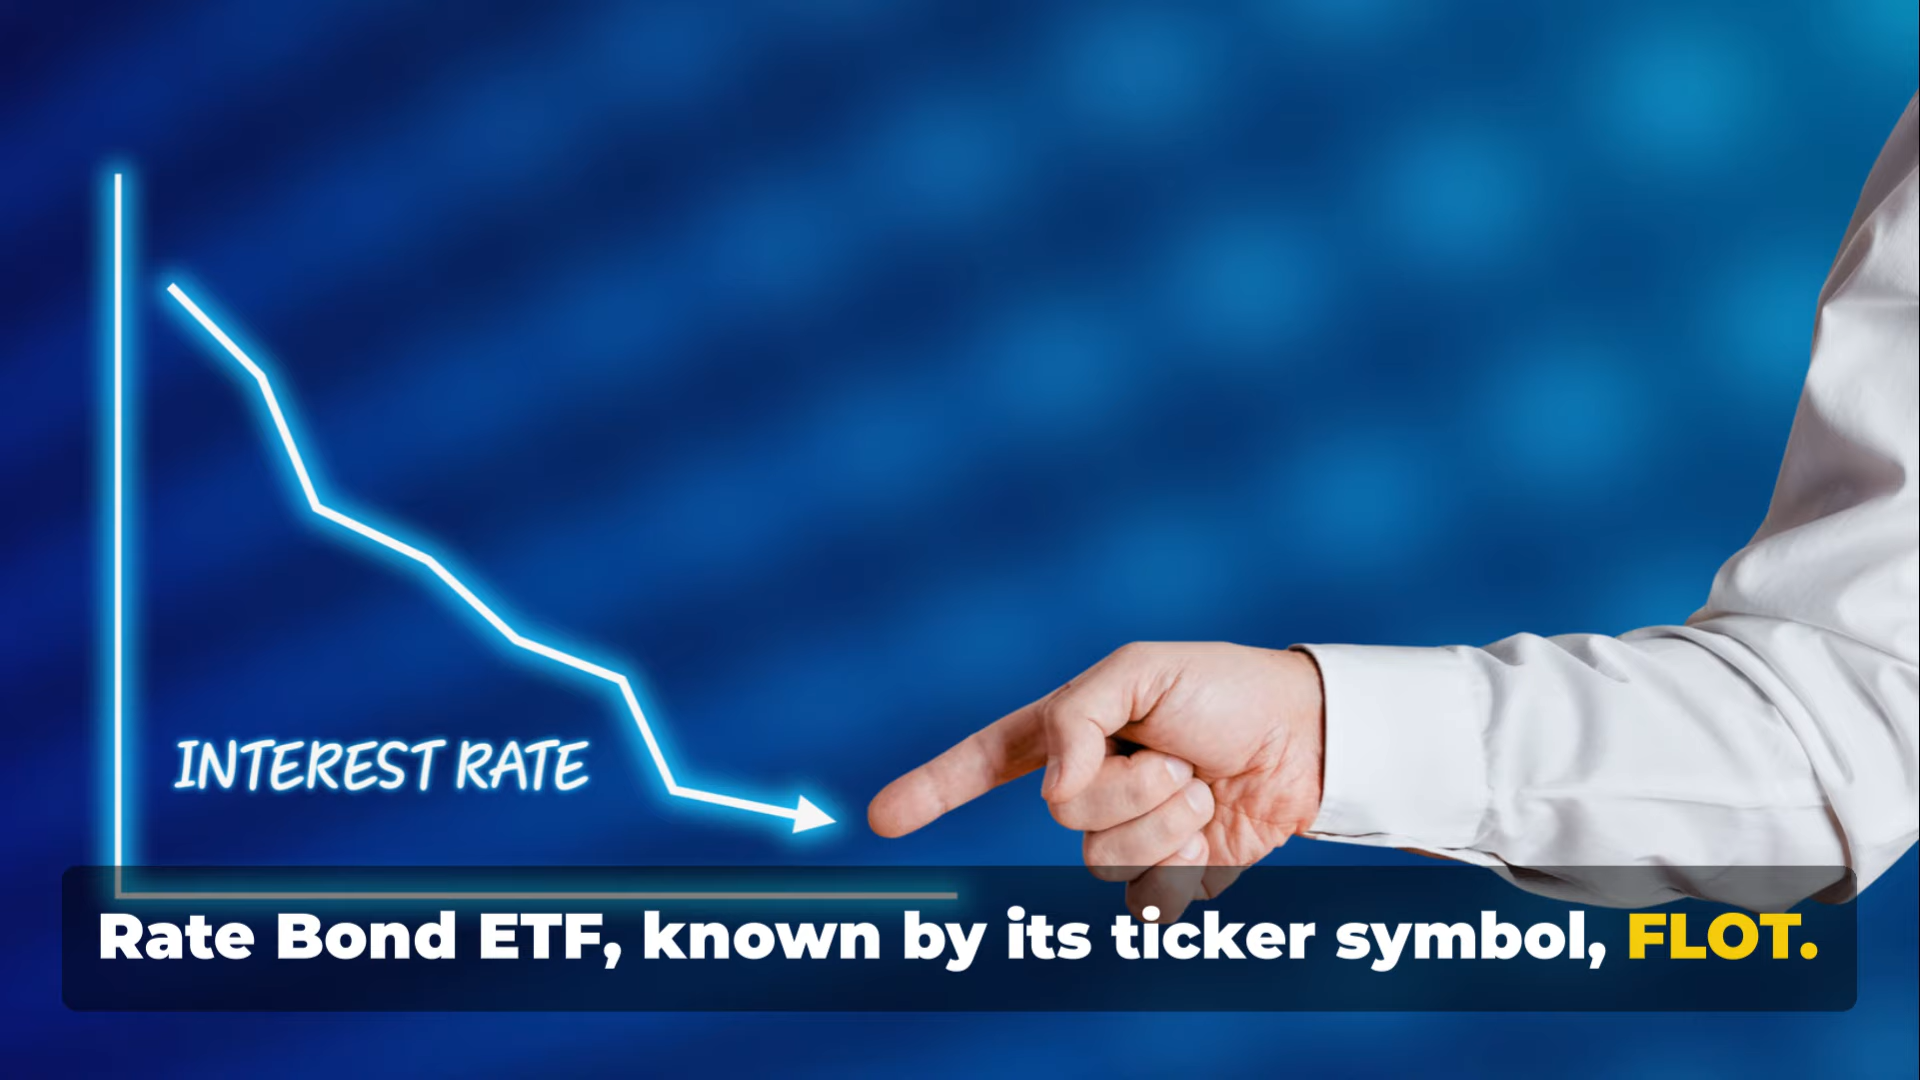 INTEREST RATE
Rate Bond ETF, known by its ticker symbol, FLOT.